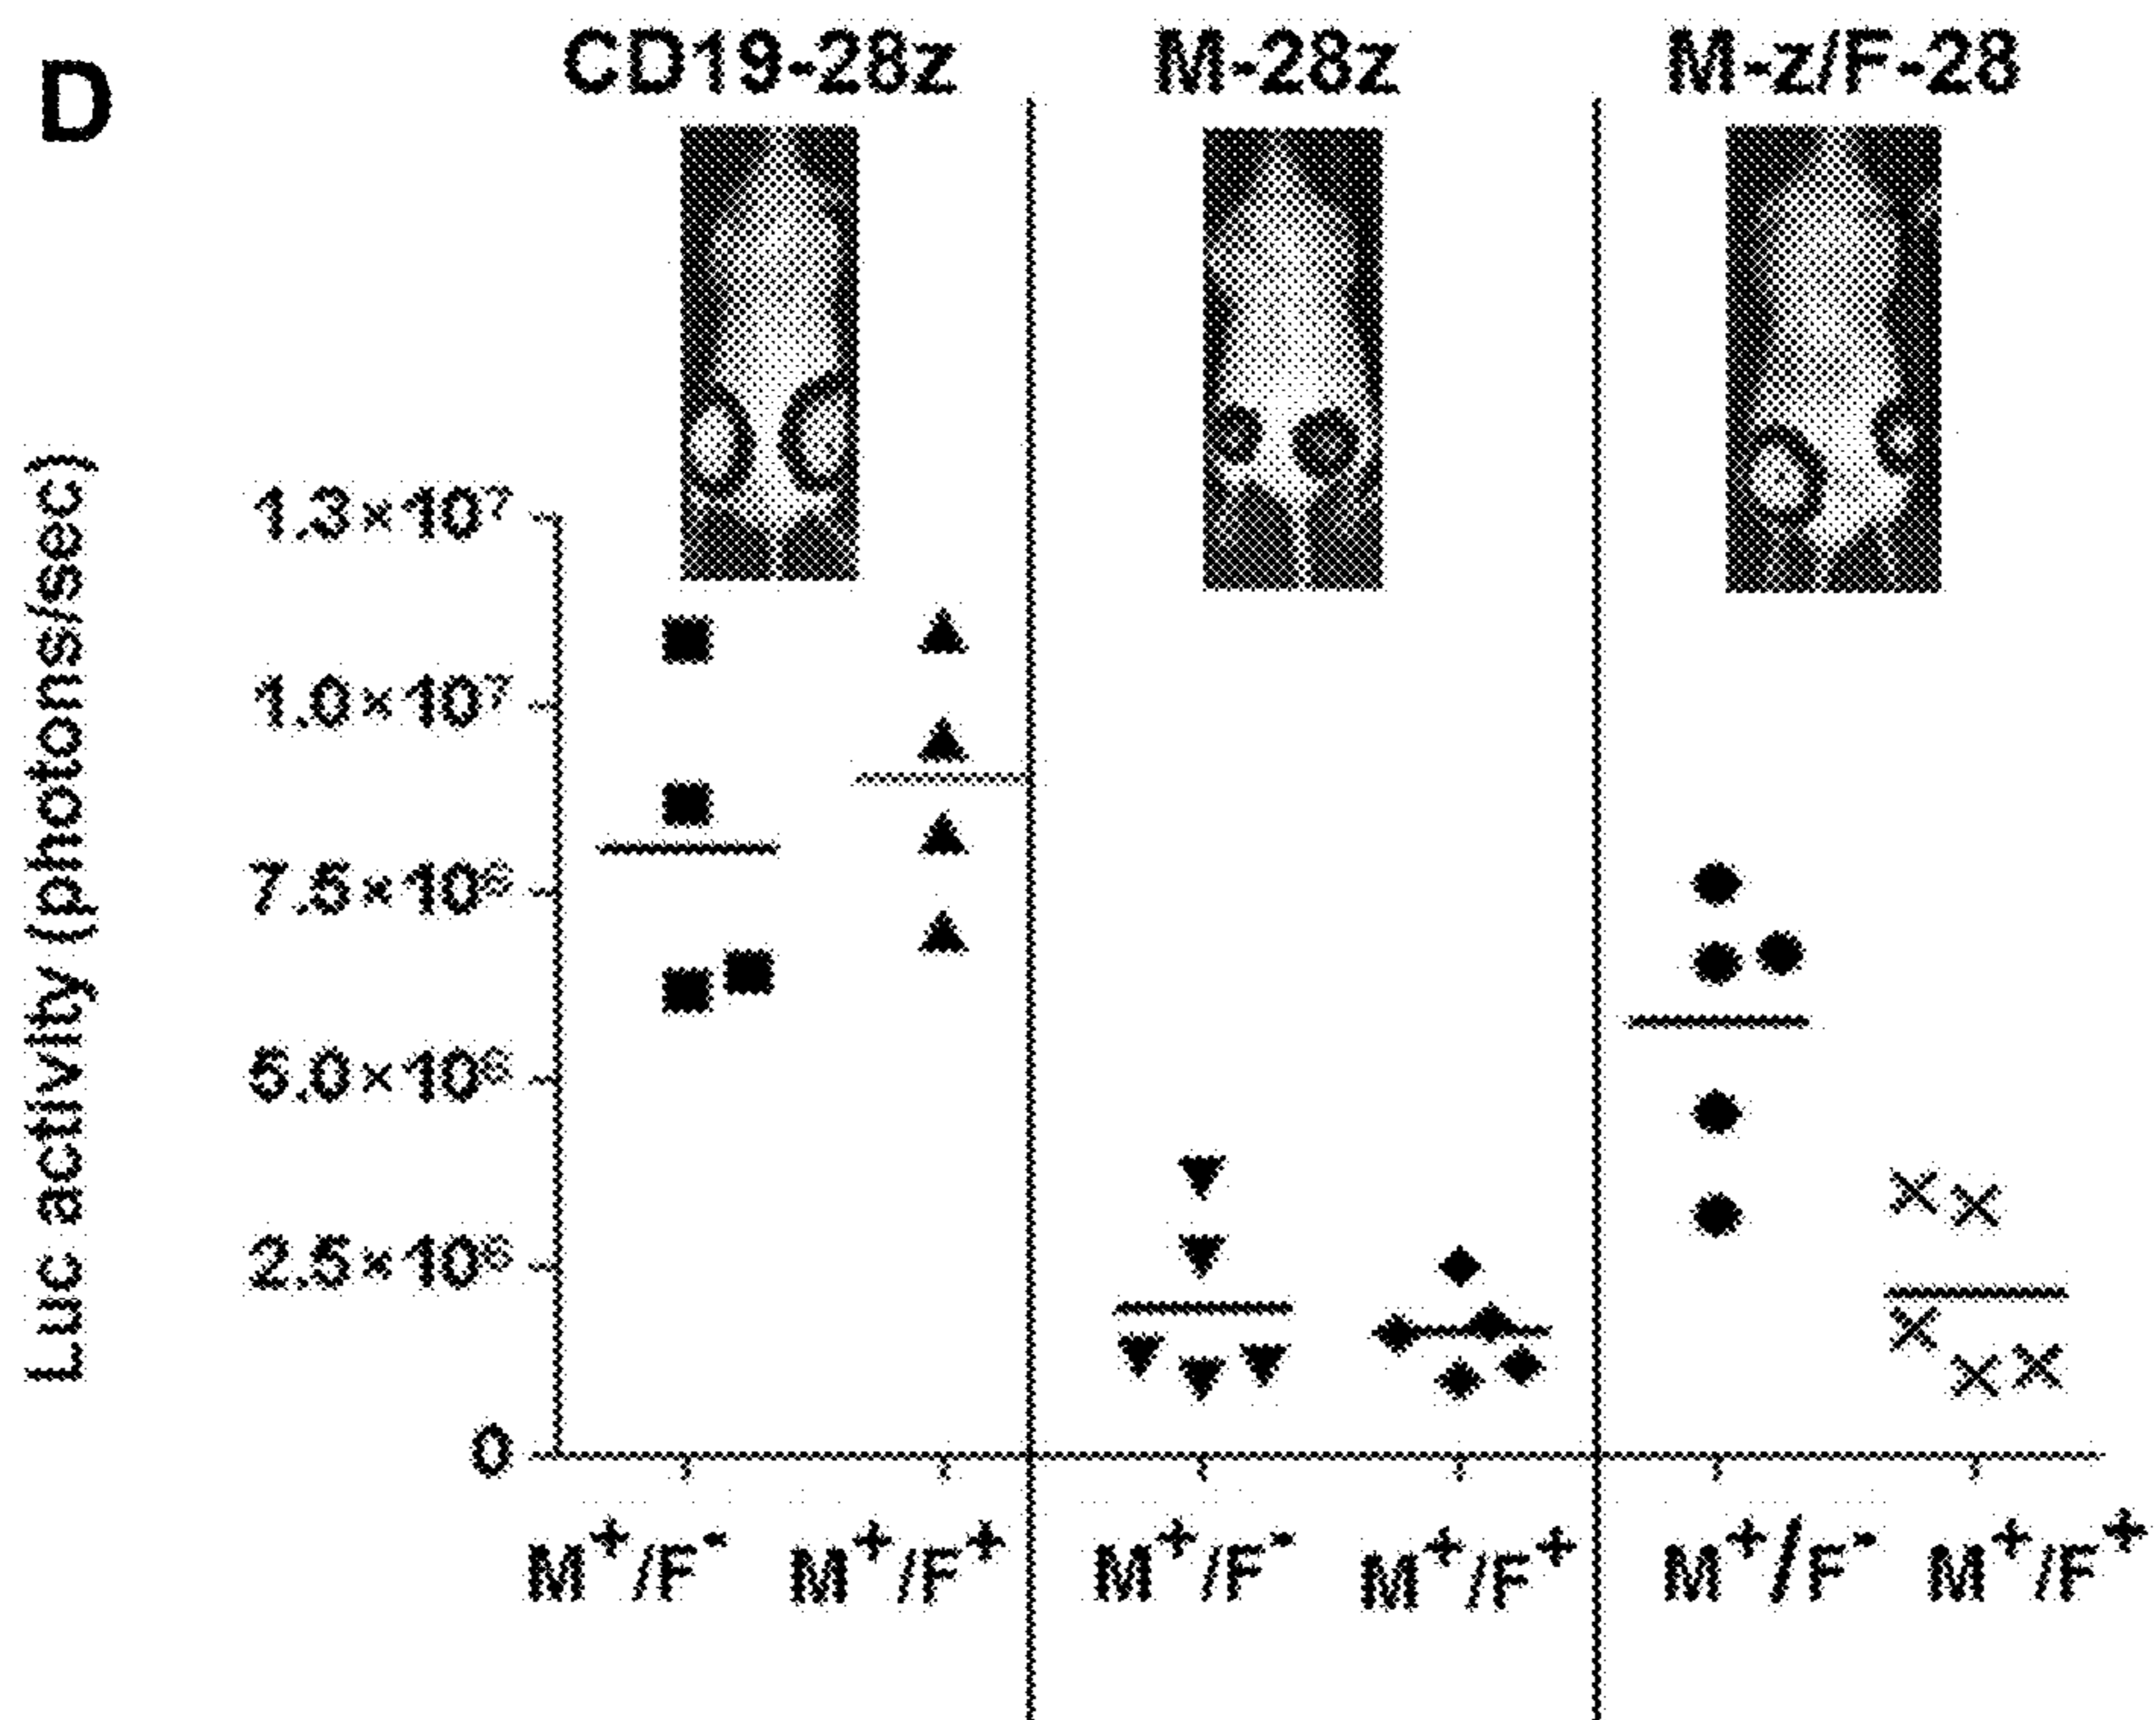 D
CD19-28z M-28z M-z/F-28
Luc activity (photons/sec)
1.3×10⁷
1.0×10⁷
7.5×10⁶
5.0×10⁶
2.5×10⁶
0
M⁺/F⁻ M⁺/F⁺ M⁺/F⁻ M⁺/F⁺ M⁺/F⁻ M⁺/F⁺